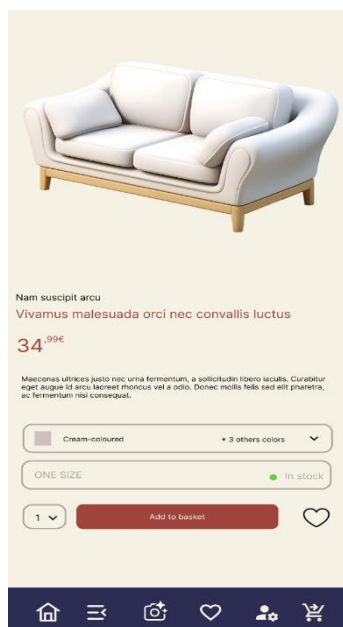 Nam suscipit arcu
Vivamus malesuada orci nec convallis luctus
34,99€
Maecenas ultrices justo nec urna fermentum, a sollicitudin libero iaculis. Curabitur
eget augue id arcu laoreet rhoncus vel a odio. Donec mollis felis sed elit pharetra,
ac fermentum nisi consequat.
Cream-coloured + 3 others colors
ONE SIZE In stock
1 Add to basket